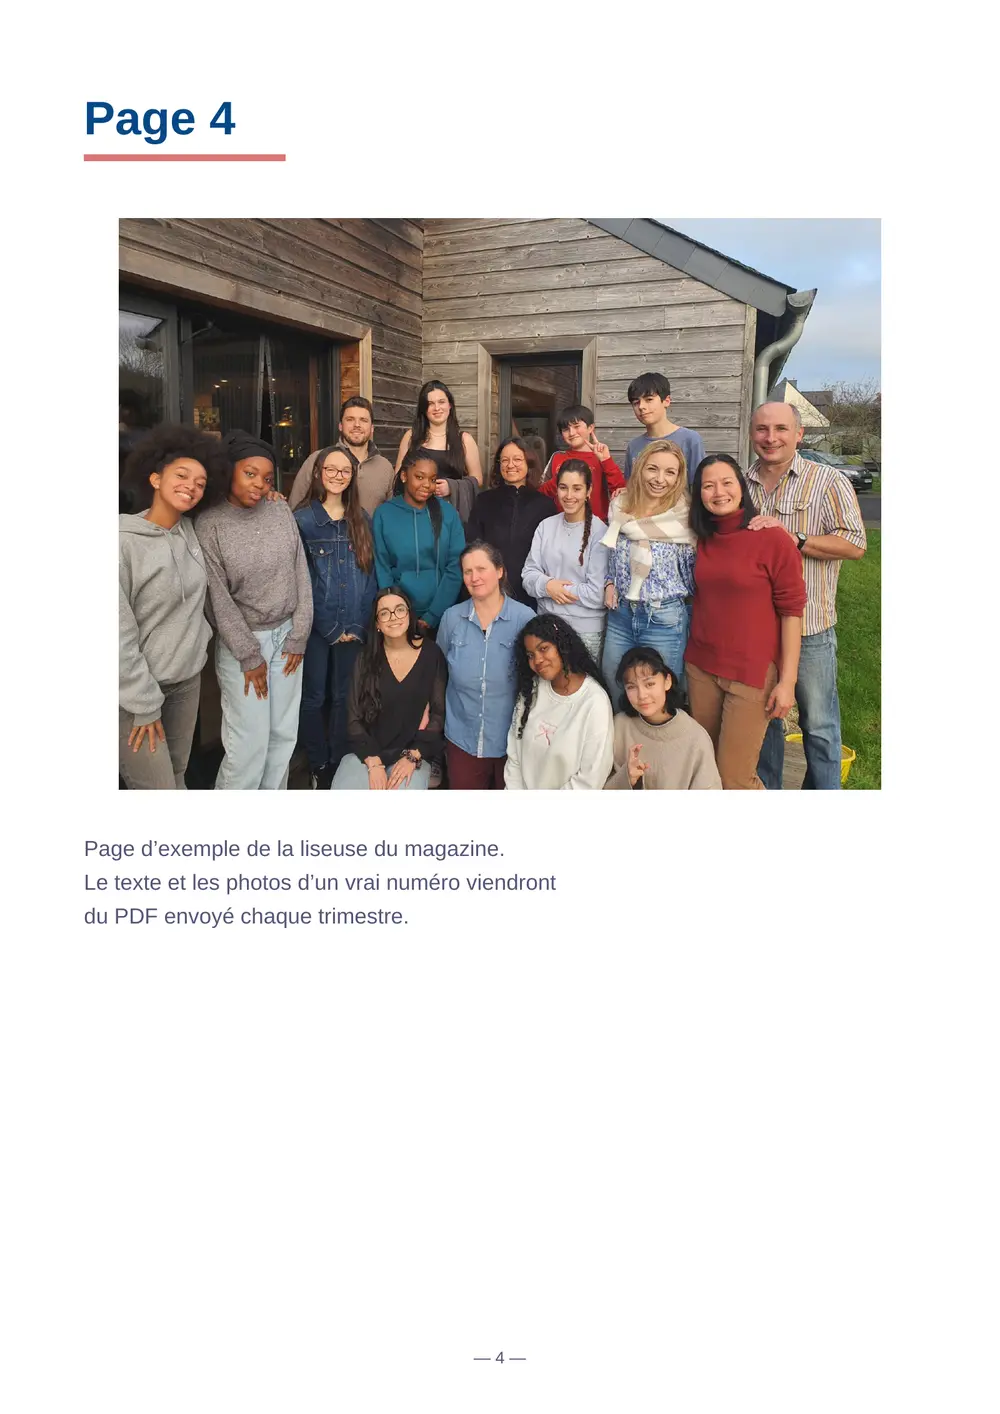 Page 4
Page d’exemple de la liseuse du magazine.
Le texte et les photos d’un vrai numéro viendront
du PDF envoyé chaque trimestre.
— 4 —